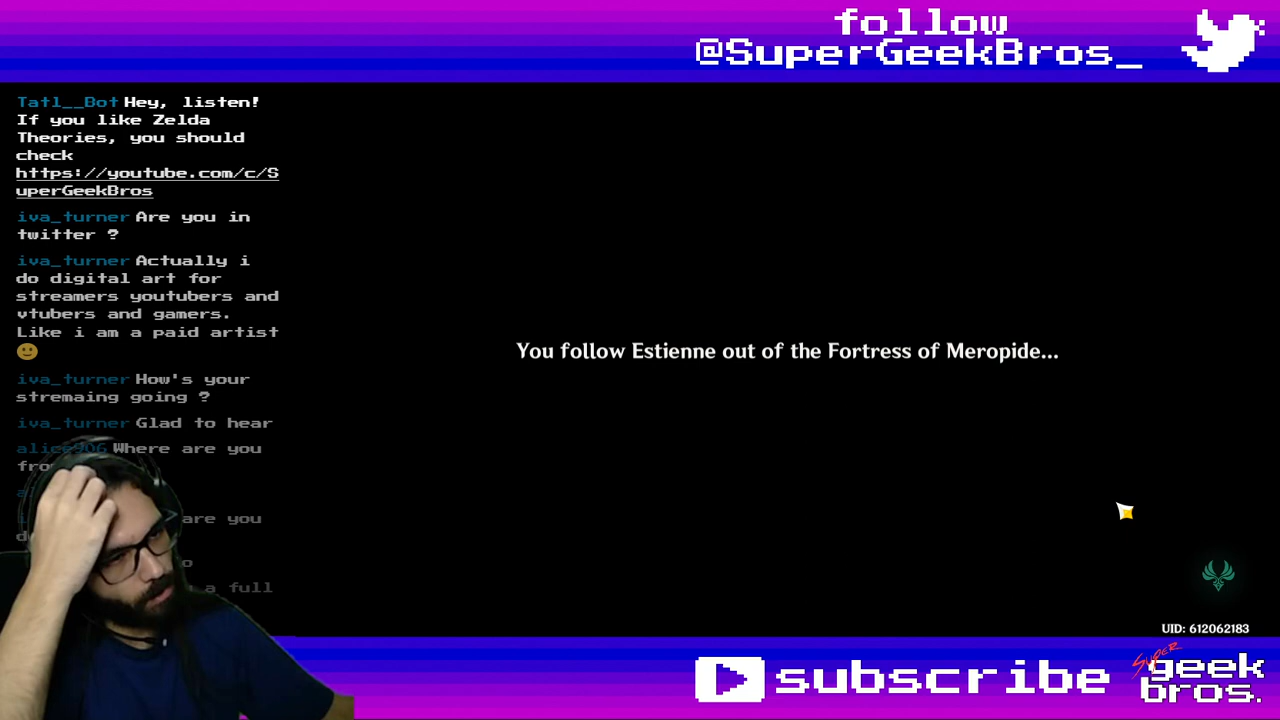 follow
@SuperGeekBros_
Tatl__Bot Hey, listen!
If you like Zelda
Theories, you should
check
https://youtube.com/c/S
uperGeekBros
iva_turner Are you in
twitter ?
iva_turner Actually i
do digital art for
streamers youtubers and
vtubers and gamers.
Like i am a paid artist
iva_turner How's your
stremaing going ?
iva_turner Glad to hear
alice906 Where are you
are you
a full
You follow Estienne out of the Fortress of Meropide...
UID: 612062183
subscribe
SUPER
geek
bros.